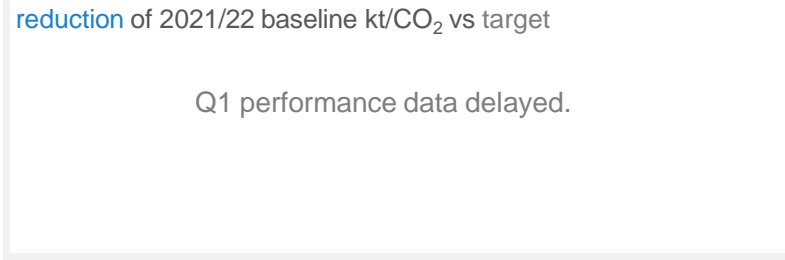 reduction of 2021/22 baseline kt/CO₂ vs target
Q1 performance data delayed.